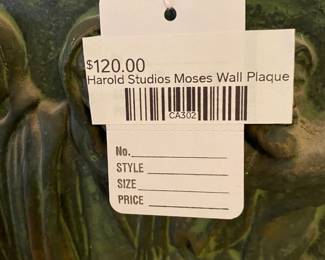 $120.00
Harold Studios Moses Wall Plaque
CA302
No.
STYLE
SIZE
PRICE